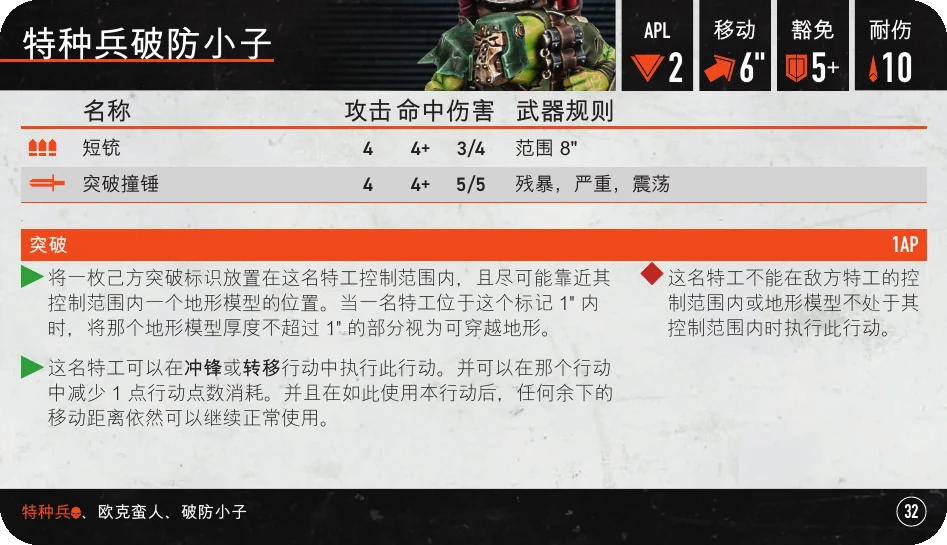 特种兵破防小子
APL 移动 豁免 耐伤
2 6" 5+ 10
名称 攻击 命中 伤害 武器规则
短铳 4 4+ 3/4 范围 8"
突破撞锤 4 4+ 5/5 残暴，严重，震荡
突破 1AP
将一枚己方突破标识放置在这名特工控制范围内，且尽可能靠近其
控制范围内一个地形模型的位置。当一名特工位于这个标记 1" 内
时，将那个地形模型厚度不超过 1" 的部分视为可穿越地形。
这名特工可以在冲锋或转移行动中执行此行动。并可以在那个行动
中减少 1 点行动点数消耗。并且在如此使用本行动后，任何余下的
移动距离依然可以继续正常使用。
这名特工不能在敌方特工的控
制范围内或地形模型不处于其
控制范围内时执行此行动。
特种兵、欧克蛮人、破防小子
32